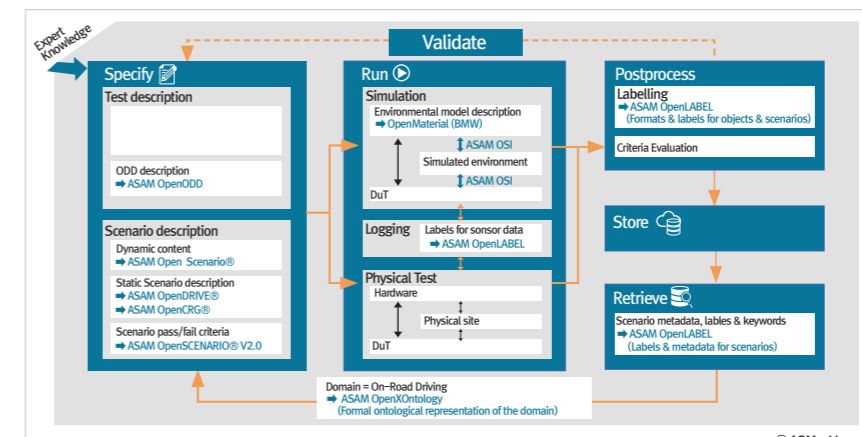 Expert
Knowledge
Validate
Specify
Test description
ODD description
➡ ASAM OpenODD
Scenario description
Dynamic content
➡ ASAM Open Scenario®
Static Scenario description
➡ ASAM OpenDRIVE®
➡ ASAM OpenCRG®
Scenario pass/fail criteria
➡ ASAM OpenSCENARIO® V2.0
Run
Simulation
Environmental model description
➡ OpenMaterial (BMW)
ASAM OSI
Simulated environment
ASAM OSI
DuT
Logging
Labels for sonsor data
➡ ASAM OpenLABEL
Physical Test
Hardware
Physical site
DuT
Postprocess
Labelling
➡ ASAM OpenLABEL
(Formats & labels for objects & scenarios)
Criteria Evaluation
Store
Retrieve
Scenario metadata, lables & keywords
➡ ASAM OpenLABEL
(Labels & metadata for scenarios)
Domain = On-Road Driving
➡ ASAM OpenXOntology
(Formal ontological representation of the domain)